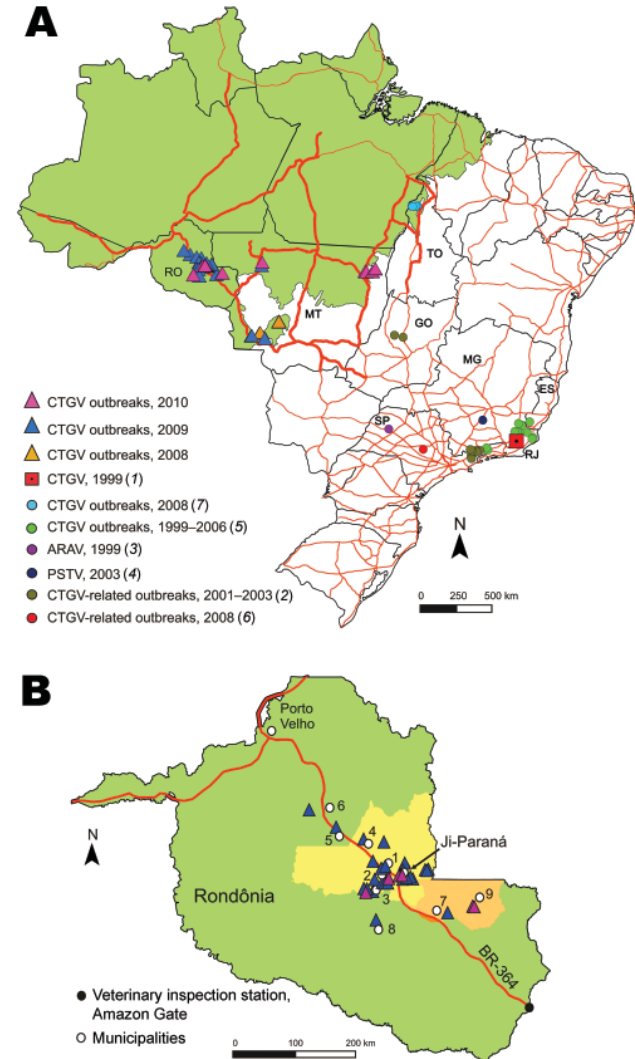 A
RO
MT
TO
GO
MG
ES
SP
RJ
CTGV outbreaks, 2010
CTGV outbreaks, 2009
CTGV outbreaks, 2008
CTGV, 1999 (1)
CTGV outbreaks, 2008 (7)
CTGV outbreaks, 1999–2006 (5)
ARAV, 1999 (3)
PSTV, 2003 (4)
CTGV-related outbreaks, 2001–2003 (2)
CTGV-related outbreaks, 2008 (6)
N
0 250 500 km
B
Porto
Velho
N
6
5
4
1
Ji-Paraná
2
3
Rondônia
7
9
8
BR-364
Veterinary inspection station,
Amazon Gate
Municipalities
0 100 200 km